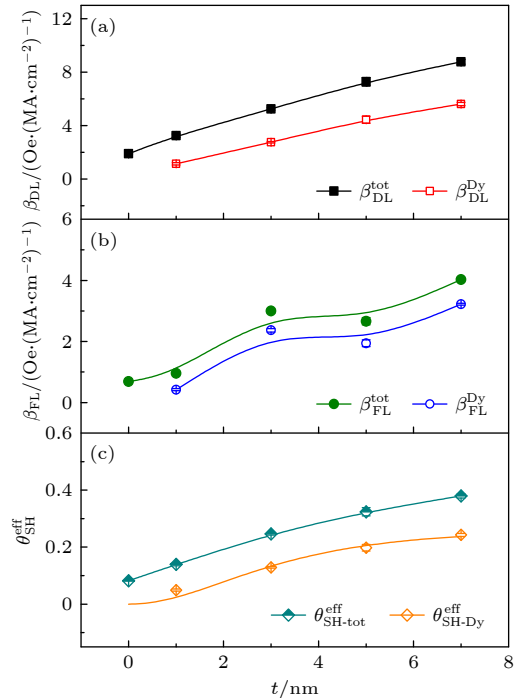 (a)
12
8
4
0
β_DL/(Oe·(MA·cm⁻²)⁻¹)
β_DL^tot β_DL^Dy
(b)
6
4
2
0
β_FL/(Oe·(MA·cm⁻²)⁻¹)
β_FL^tot β_FL^Dy
(c)
0.6
0.4
0.2
0
θ_SH^eff
θ_SH-tot^eff θ_SH-Dy^eff
0 2 4 6 8
t/nm